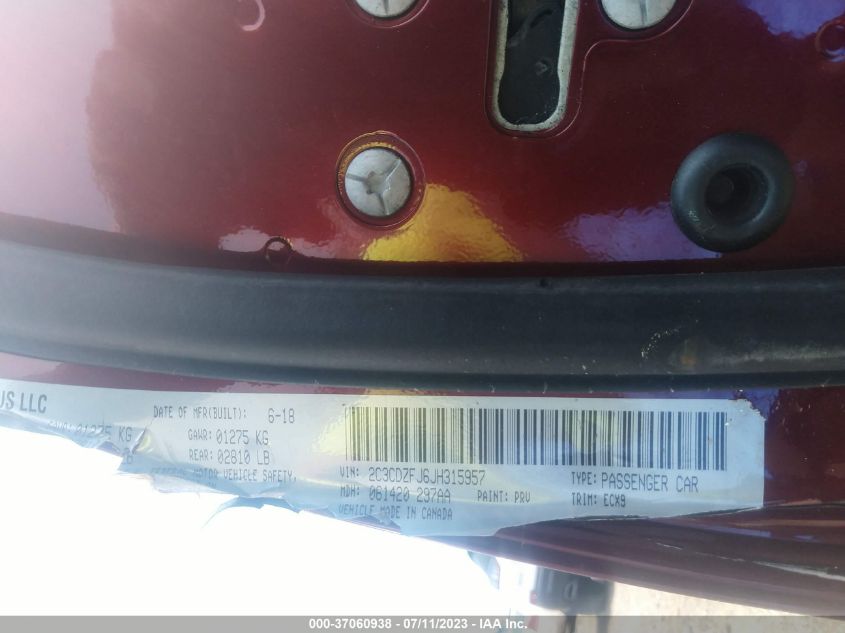 US LLC
DATE OF MFR(BUILT): 6-18
01275 KG
GAWR: 01275 KG
REAR: 02810 LB
MOTOR VEHICLE SAFETY,
VIN: 2C3CDZFJ6JH315957
TYPE: PASSENGER CAR
MDH: 061420 297AA
PAINT: PRV
TRIM: ECX9
VEHICLE MADE IN CANADA
000-37060938 - 07/11/2023 - IAA Inc.